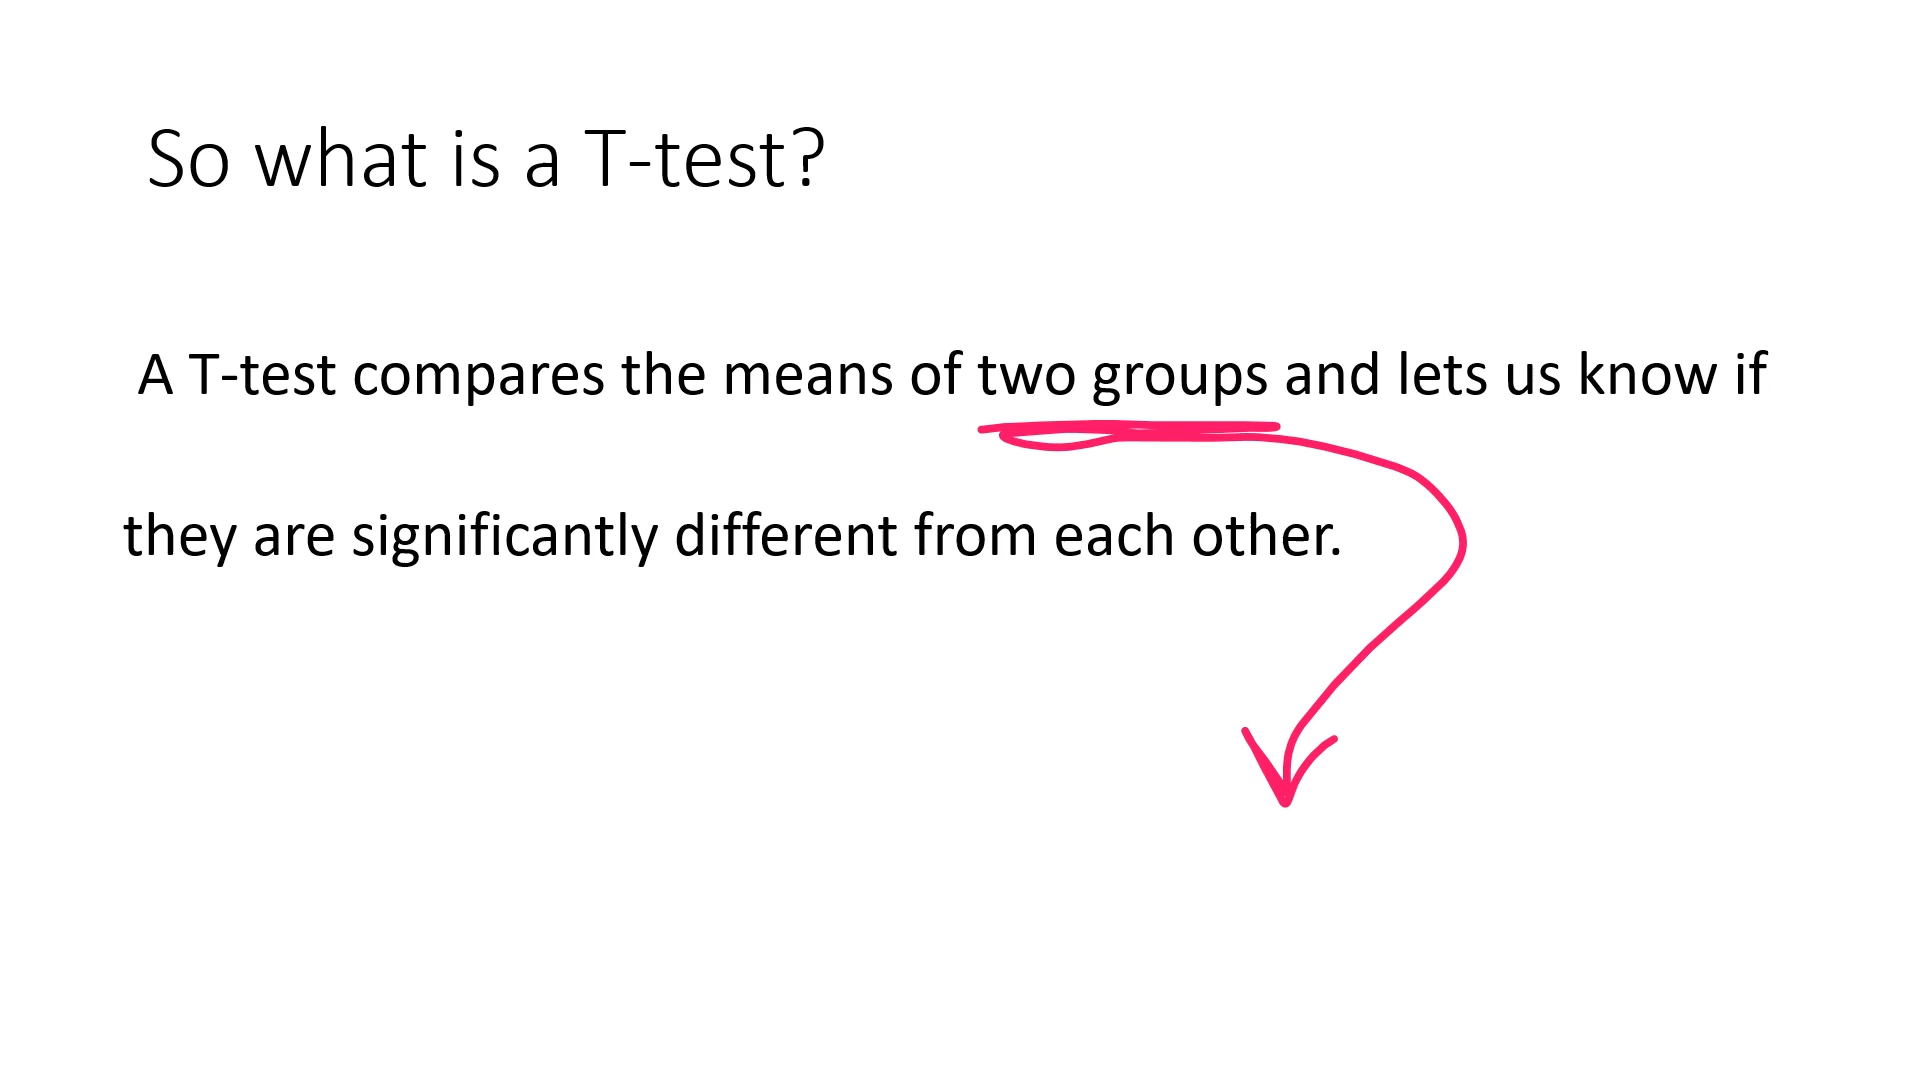 So what is a T-test?
A T-test compares the means of two groups and lets us know if
they are significantly different from each other.